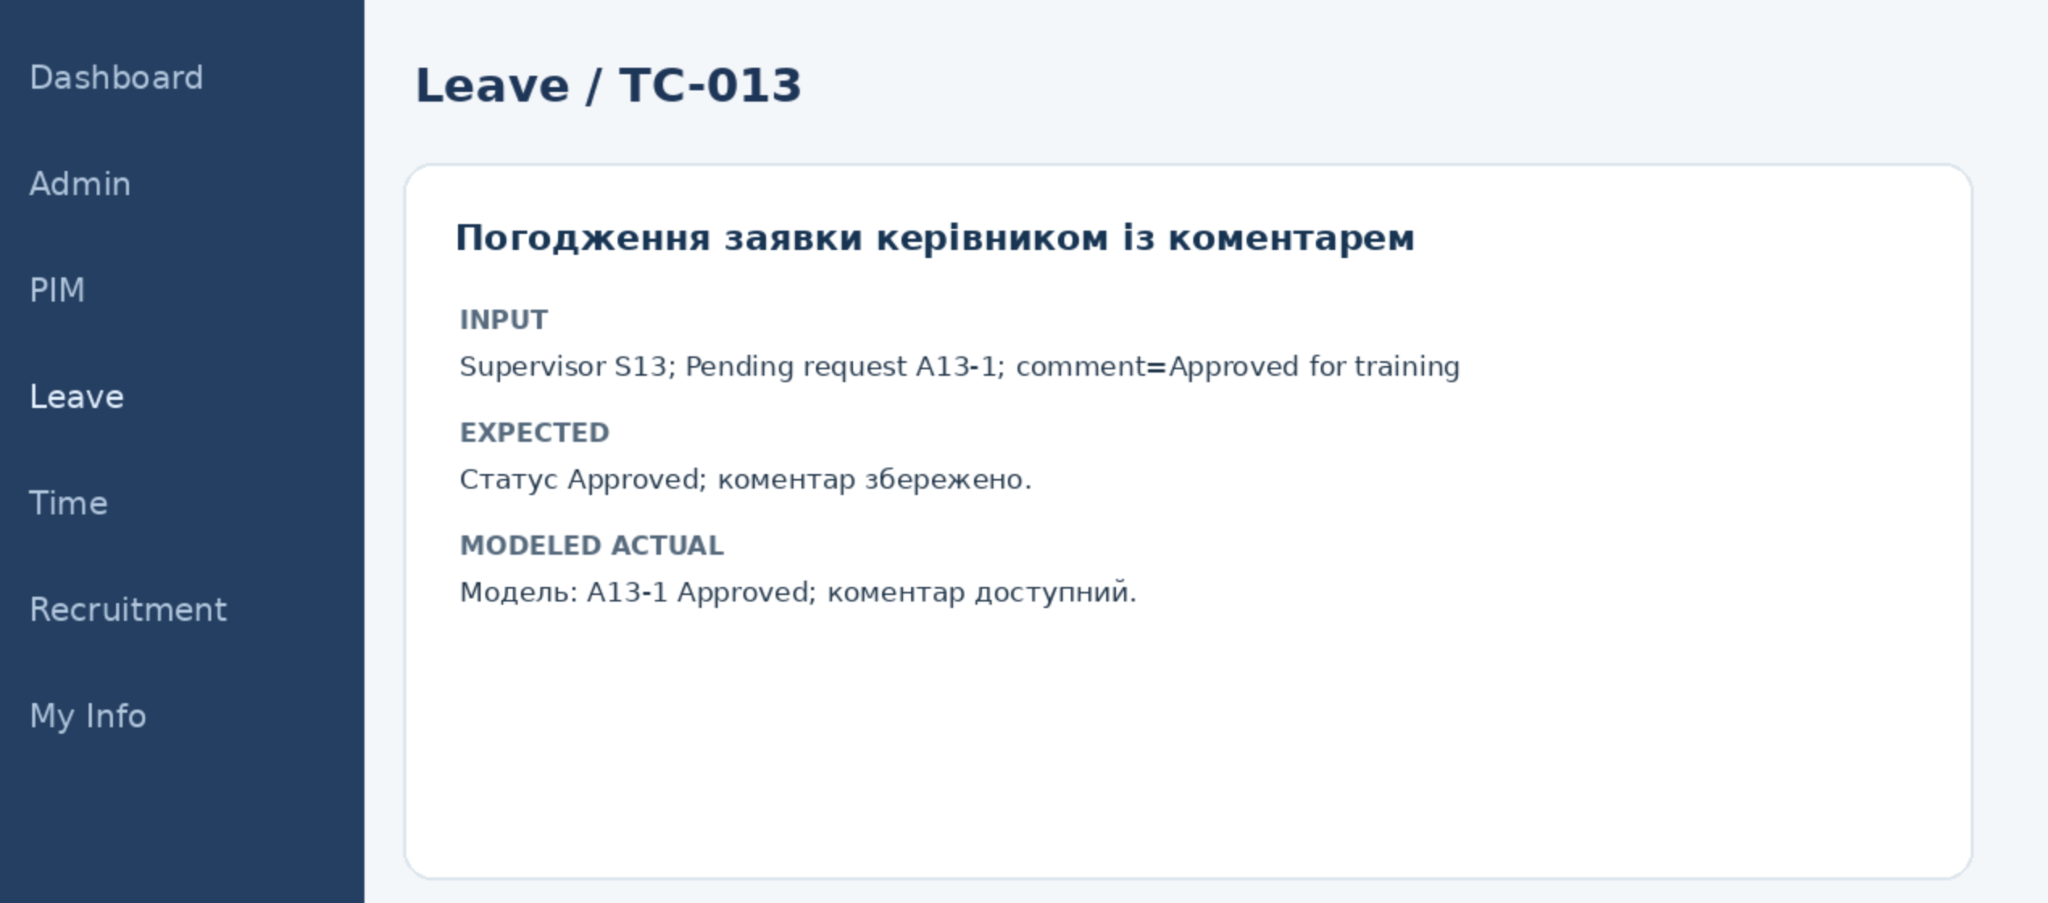 Dashboard
Admin
PIM
Leave
Time
Recruitment
My Info
Leave / TC-013
Погодження заявки керівником із коментарем
INPUT
Supervisor S13; Pending request A13-1; comment=Approved for training
EXPECTED
Статус Approved; коментар збережено.
MODELED ACTUAL
Модель: A13-1 Approved; коментар доступний.